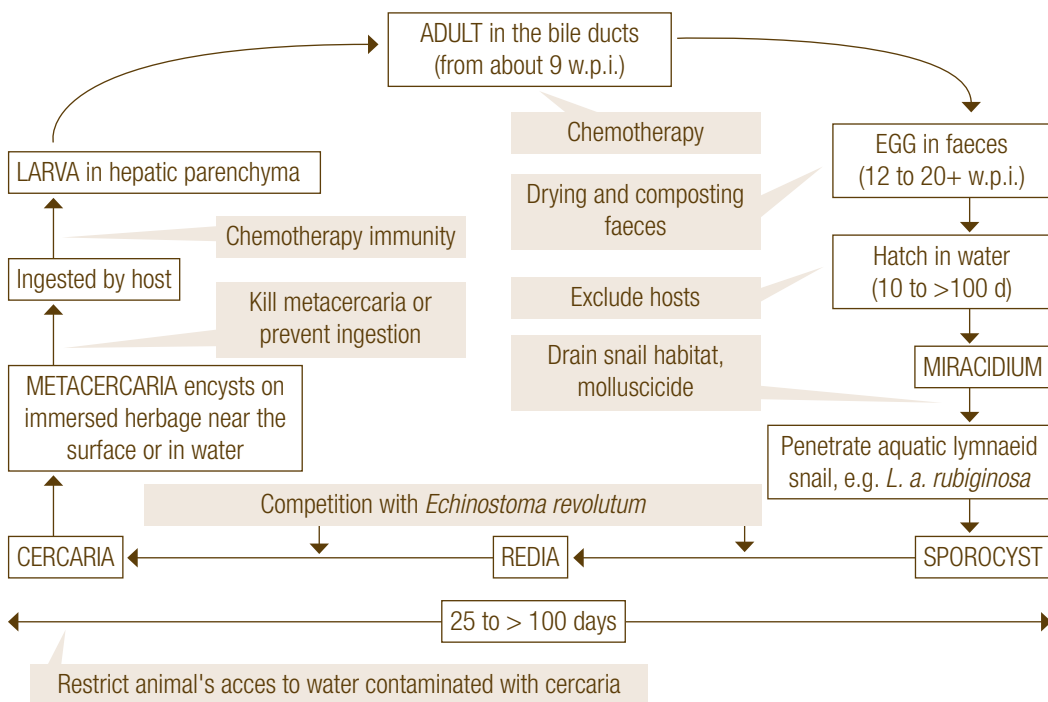 ADULT in the bile ducts
(from about 9 w.p.i.)
Chemotherapy
EGG in faeces
(12 to 20+ w.p.i.)
LARVA in hepatic parenchyma
Drying and composting
faeces
Chemotherapy immunity
Hatch in water
(10 to >100 d)
Ingested by host
Exclude hosts
Kill metacercaria or
prevent ingestion
Drain snail habitat,
molluscicide
MIRACIDIUM
METACERCARIA encysts on
immersed herbage near the
surface or in water
Penetrate aquatic lymnaeid
snail, e.g. L. a. rubiginosa
Competition with Echinostoma revolutum
CERCARIA
REDIA
SPOROCYST
25 to > 100 days
Restrict animal's acces to water contaminated with cercaria